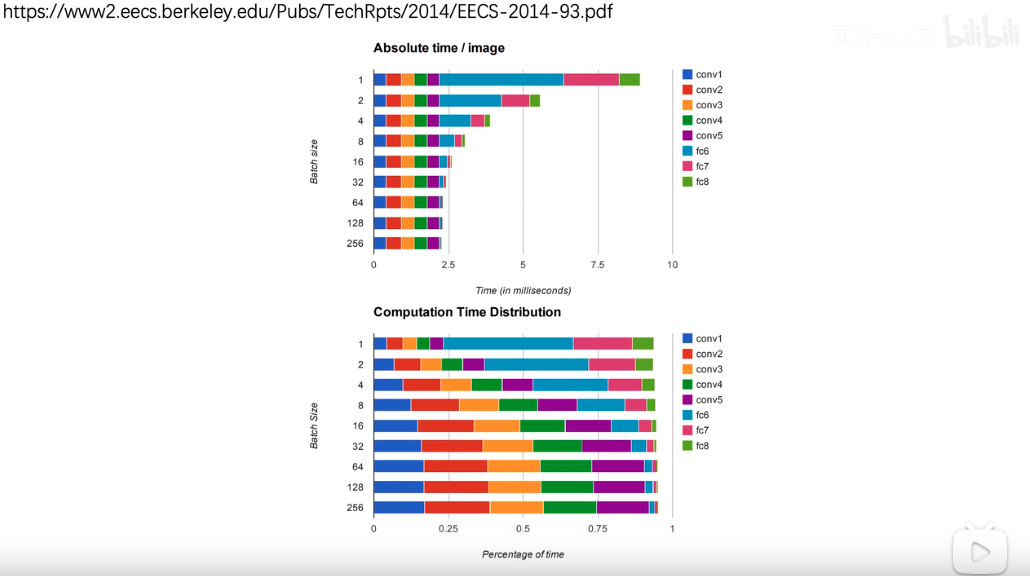 https://www2.eecs.berkeley.edu/Pubs/TechRpts/2014/EECS-2014-93.pdf
bilibili
Absolute time / image
Batch size
1
2
4
8
16
32
64
128
256
0
2.5
5
7.5
10
Time (in milliseconds)
conv1
conv2
conv3
conv4
conv5
fc6
fc7
fc8
Computation Time Distribution
Batch Size
1
2
4
8
16
32
64
128
256
0
0.25
0.5
0.75
1
Percentage of time
conv1
conv2
conv3
conv4
conv5
fc6
fc7
fc8